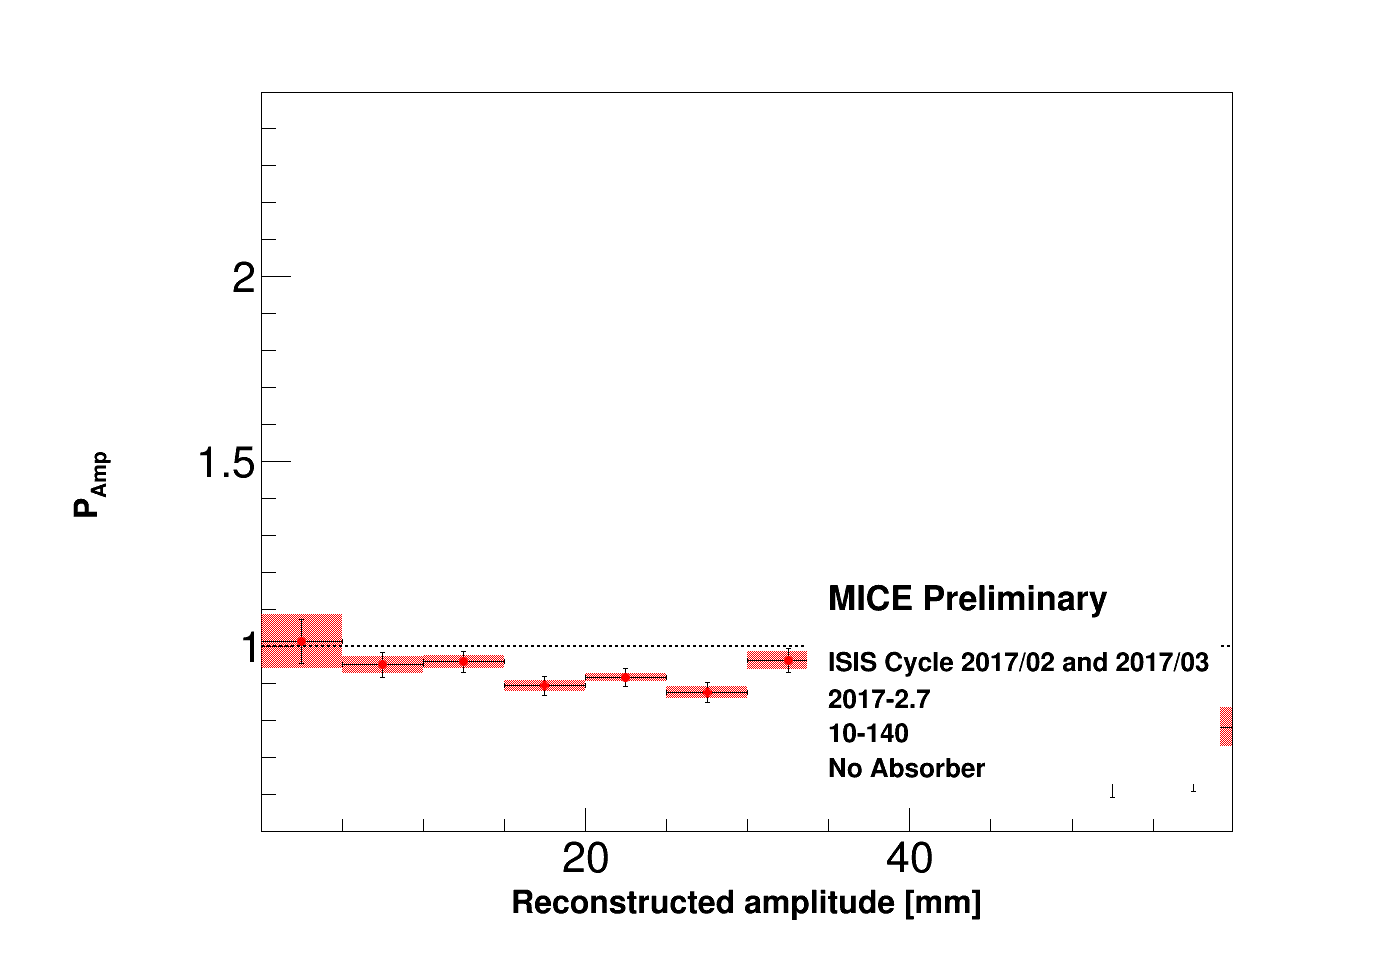 2
1.5
P_Amp
MICE Preliminary
1
ISIS Cycle 2017/02 and 2017/03
2017-2.7
10-140
No Absorber
20
40
Reconstructed amplitude [mm]